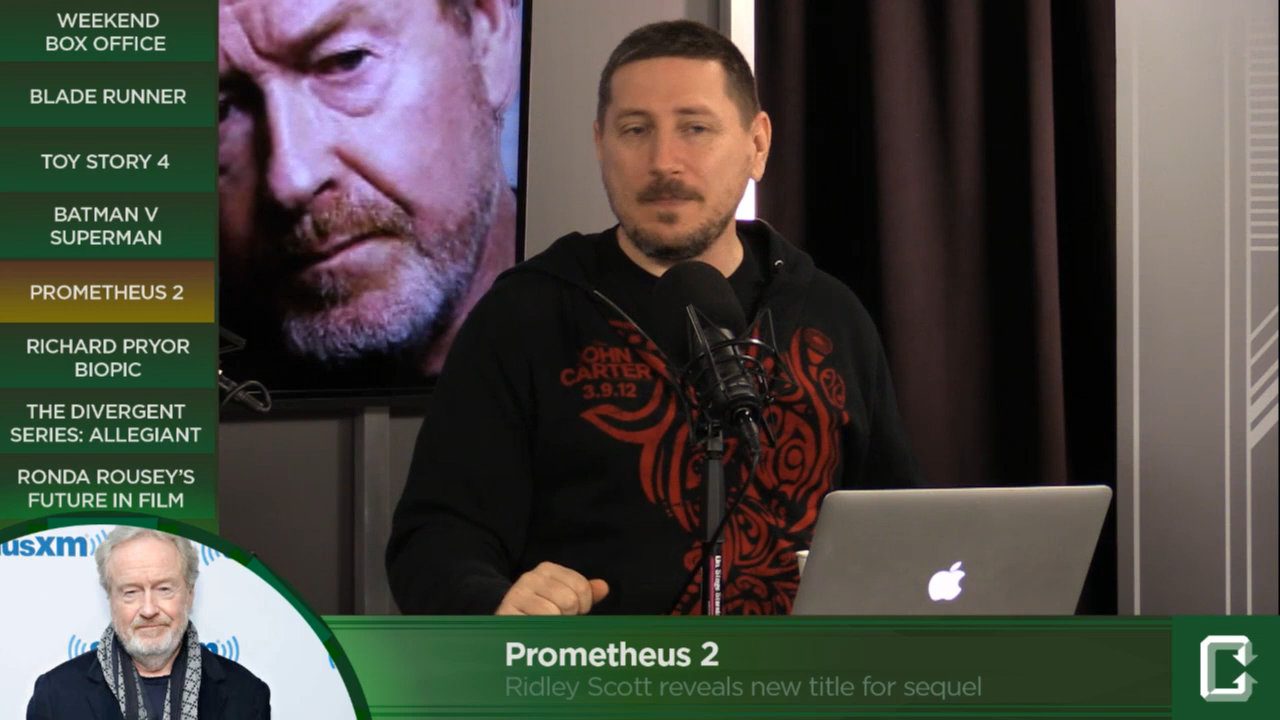 WEEKEND
BOX OFFICE
BLADE RUNNER
TOY STORY 4
BATMAN V
SUPERMAN
PROMETHEUS 2
RICHARD PRYOR
BIOPIC
THE DIVERGENT
SERIES: ALLEGIANT
RONDA ROUSEY'S
FUTURE IN FILM
JOHN
CARTER
3.9.12
usxm
Prometheus 2
Ridley Scott reveals new title for sequel